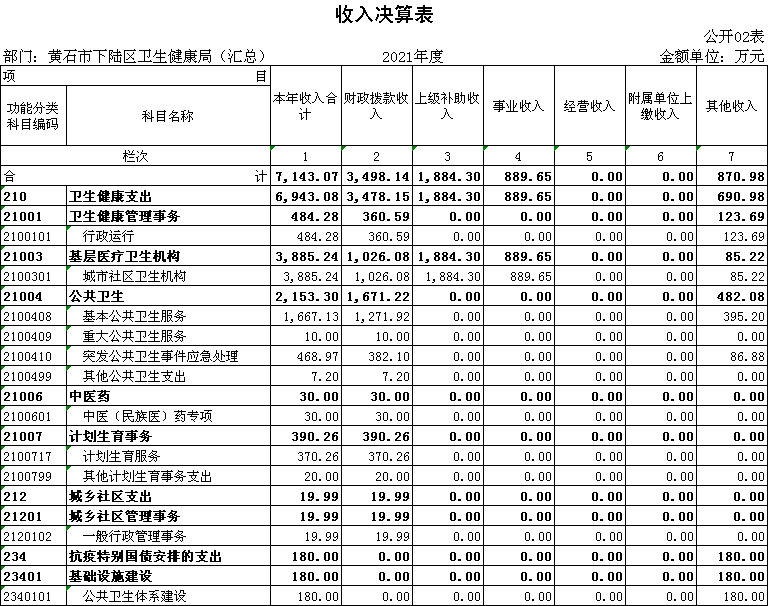 收入决算表
公开02表
部门：黄石市下陆区卫生健康局（汇总） 2021年度 金额单位：万元
项 目 本年收入合计 财政拨款收入 上级补助收入 事业收入 经营收入 附属单位上缴收入 其他收入
功能分类科目编码 科目名称
栏次 1 2 3 4 5 6 7
合 计 7,143.07 3,498.14 1,884.30 889.65 0.00 0.00 870.98
210 卫生健康支出 6,943.08 3,478.15 1,884.30 889.65 0.00 0.00 690.98
21001 卫生健康管理事务 484.28 360.59 0.00 0.00 0.00 0.00 123.69
2100101 行政运行 484.28 360.59 0.00 0.00 0.00 0.00 123.69
21003 基层医疗卫生机构 3,885.24 1,026.08 1,884.30 889.65 0.00 0.00 85.22
2100301 城市社区卫生机构 3,885.24 1,026.08 1,884.30 889.65 0.00 0.00 85.22
21004 公共卫生 2,153.30 1,671.22 0.00 0.00 0.00 0.00 482.08
2100408 基本公共卫生服务 1,667.13 1,271.92 0.00 0.00 0.00 0.00 395.20
2100409 重大公共卫生服务 10.00 10.00 0.00 0.00 0.00 0.00 0.00
2100410 突发公共卫生事件应急处理 468.97 382.10 0.00 0.00 0.00 0.00 86.88
2100499 其他公共卫生支出 7.20 7.20 0.00 0.00 0.00 0.00 0.00
21006 中医药 30.00 30.00 0.00 0.00 0.00 0.00 0.00
2100601 中医（民族医）药专项 30.00 30.00 0.00 0.00 0.00 0.00 0.00
21007 计划生育事务 390.26 390.26 0.00 0.00 0.00 0.00 0.00
2100717 计划生育服务 370.26 370.26 0.00 0.00 0.00 0.00 0.00
2100799 其他计划生育事务支出 20.00 20.00 0.00 0.00 0.00 0.00 0.00
212 城乡社区支出 19.99 19.99 0.00 0.00 0.00 0.00 0.00
21201 城乡社区管理事务 19.99 19.99 0.00 0.00 0.00 0.00 0.00
2120102 一般行政管理事务 19.99 19.99 0.00 0.00 0.00 0.00 0.00
234 抗疫特别国债安排的支出 180.00 0.00 0.00 0.00 0.00 0.00 180.00
23401 基础设施建设 180.00 0.00 0.00 0.00 0.00 0.00 180.00
2340101 公共卫生体系建设 180.00 0.00 0.00 0.00 0.00 0.00 180.00